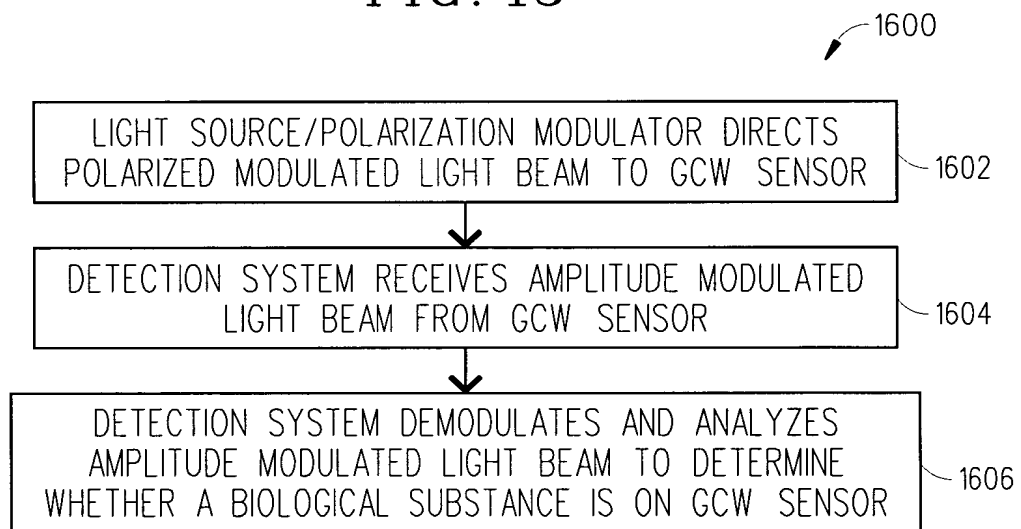 1600
LIGHT SOURCE/POLARIZATION MODULATOR DIRECTS
POLARIZED MODULATED LIGHT BEAM TO GCW SENSOR
1602
DETECTION SYSTEM RECEIVES AMPLITUDE MODULATED
LIGHT BEAM FROM GCW SENSOR
1604
DETECTION SYSTEM DEMODULATES AND ANALYZES
AMPLITUDE MODULATED LIGHT BEAM TO DETERMINE
WHETHER A BIOLOGICAL SUBSTANCE IS ON GCW SENSOR
1606